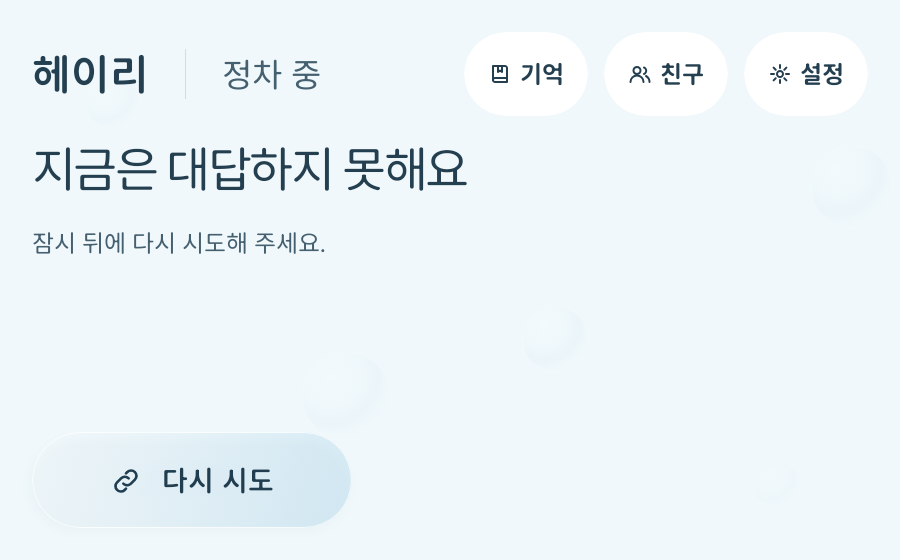 헤이리 정차 중 기억 친구 설정
지금은 대답하지 못해요
잠시 뒤에 다시 시도해 주세요.
다시 시도